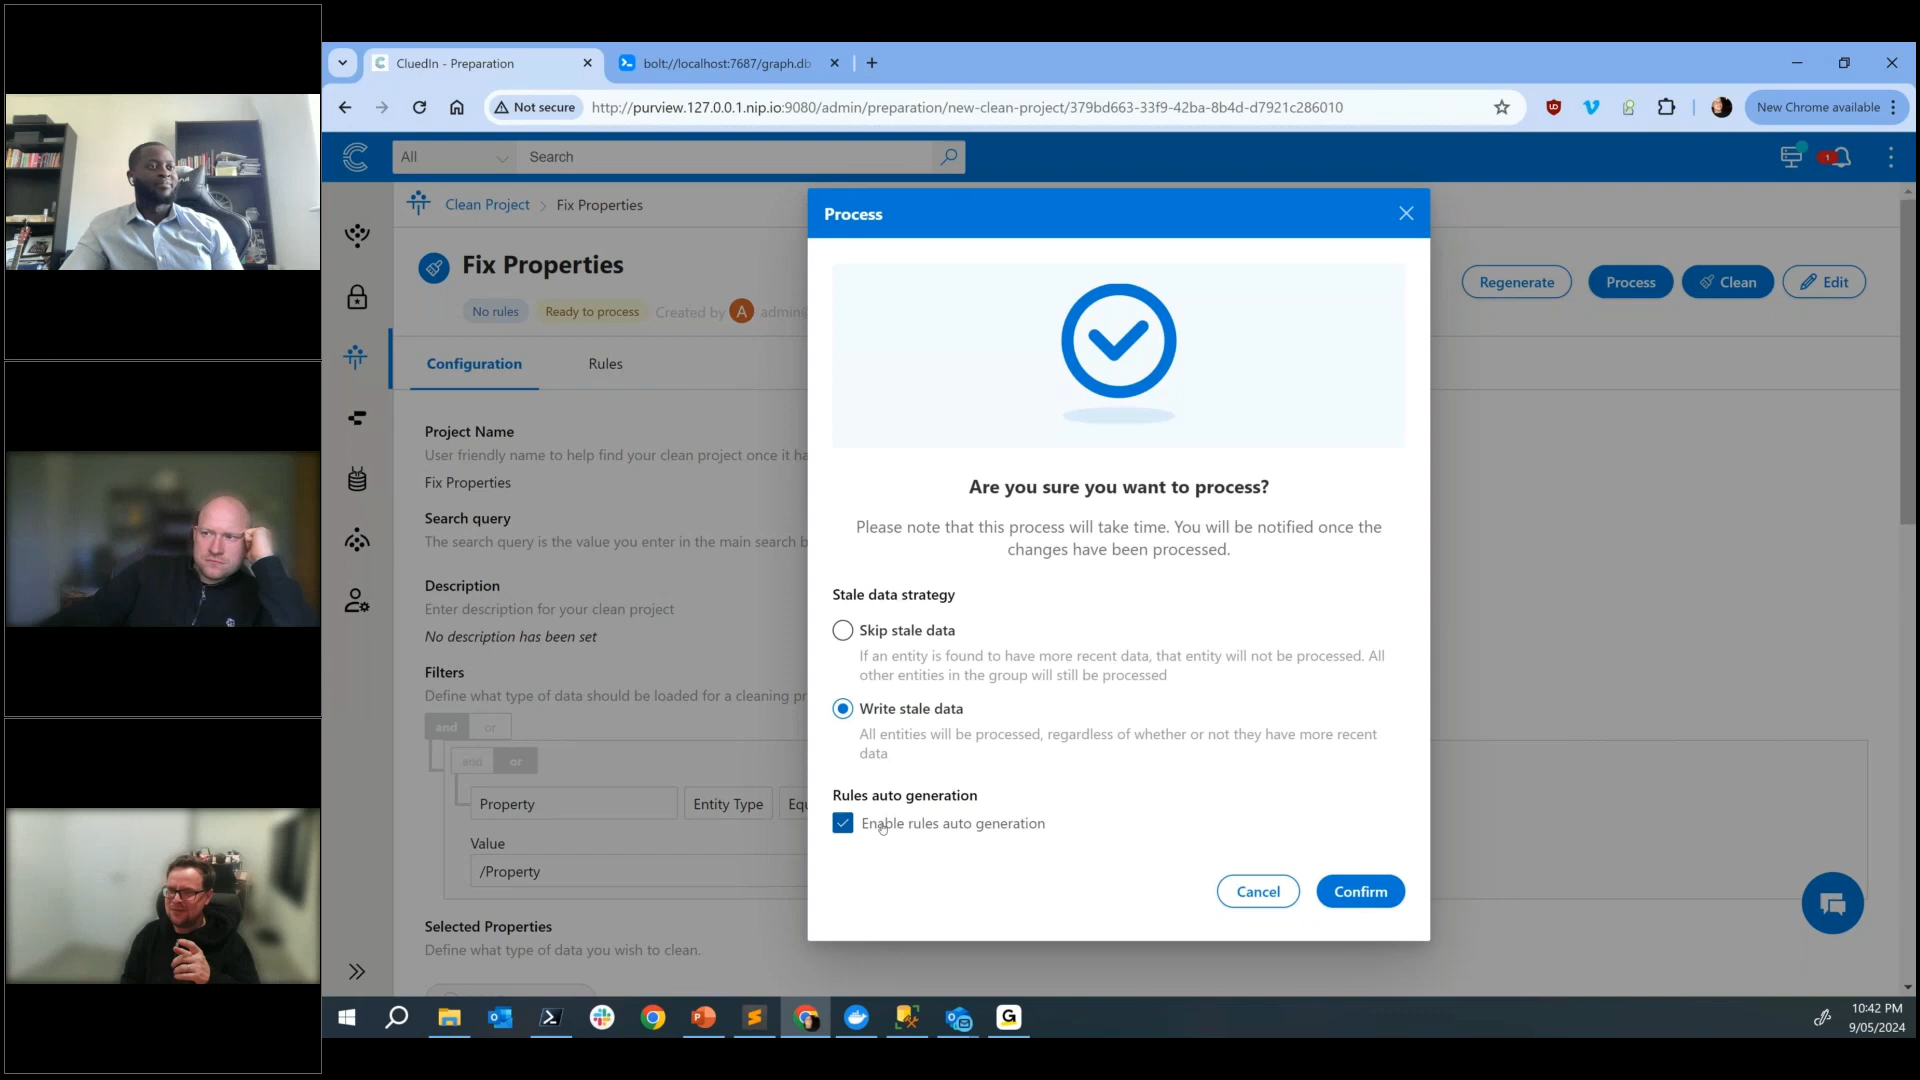 CluedIn - Preparation
bolt://localhost:7687/graph.db
Not secure
http://purview.127.0.0.1.nip.io:9080/admin/preparation/new-clean-project/379bd663-33f9-42ba-8b4d-d7921c286010
New Chrome available
All
Search
1
Clean Project > Fix Properties
Fix Properties
No rules
Ready to process
Created by
A
admin@
Regenerate
Process
Clean
Edit
Configuration
Rules
Project Name
User friendly name to help find your clean project once it ha
Fix Properties
Search query
The search query is the value you enter in the main search b
Description
Enter description for your clean project
No description has been set
Filters
Define what type of data should be loaded for a cleaning pr
and
or
and
or
Property
Entity Type
Equ
Value
/Property
Selected Properties
Define what type of data you wish to clean.
Process
Are you sure you want to process?
Please note that this process will take time. You will be notified once the
changes have been processed.
Stale data strategy
Skip stale data
If an entity is found to have more recent data, that entity will not be processed. All
other entities in the group will still be processed
Write stale data
All entities will be processed, regardless of whether or not they have more recent
data
Rules auto generation
Enable rules auto generation
Cancel
Confirm
10:42 PM
9/05/2024